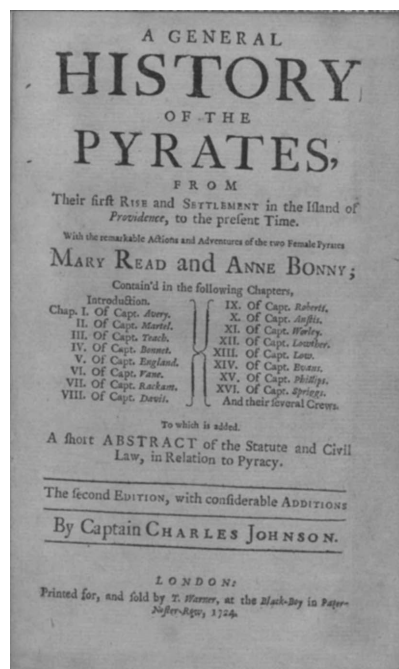 A GENERAL
HISTORY
OF THE
PYRATES,
FROM
Their firſt RISE and SETTLEMENT in the Iſland of
Providence, to the preſent Time.
With the remarkable Actions and Adventures of the two Female Pyrates
MARY READ and ANNE BONNY;
Contain'd in the following Chapters,
Introduction.
Chap. I. Of Capt. Avery.
II. Of Capt. Martel.
III. Of Capt. Teach.
IV. Of Capt. Bonnet.
V. Of Capt. England.
VI. Of Capt. Vane.
VII. Of Capt. Rackam.
VIII. Of Capt. Davis.
IX. Of Capt. Roberts.
X. Of Capt. Anſtis.
XI. Of Capt. Worley.
XII. Of Capt. Lowther.
XIII. Of Capt. Low.
XIV. Of Capt. Evans.
XV. Of Capt. Phillips.
XVI. Of Capt. Spriggs.
And their ſeveral Crews.
To which is added.
A ſhort ABSTRACT of the Statute and Civil
Law, in Relation to Pyracy.
The ſecond EDITION, with conſiderable ADDITIONS
By Captain CHARLES JOHNSON.
LONDON:
Printed for, and ſold by T. Warner, at the Black-Boy in Pater-
Noſter-Row, 1724.